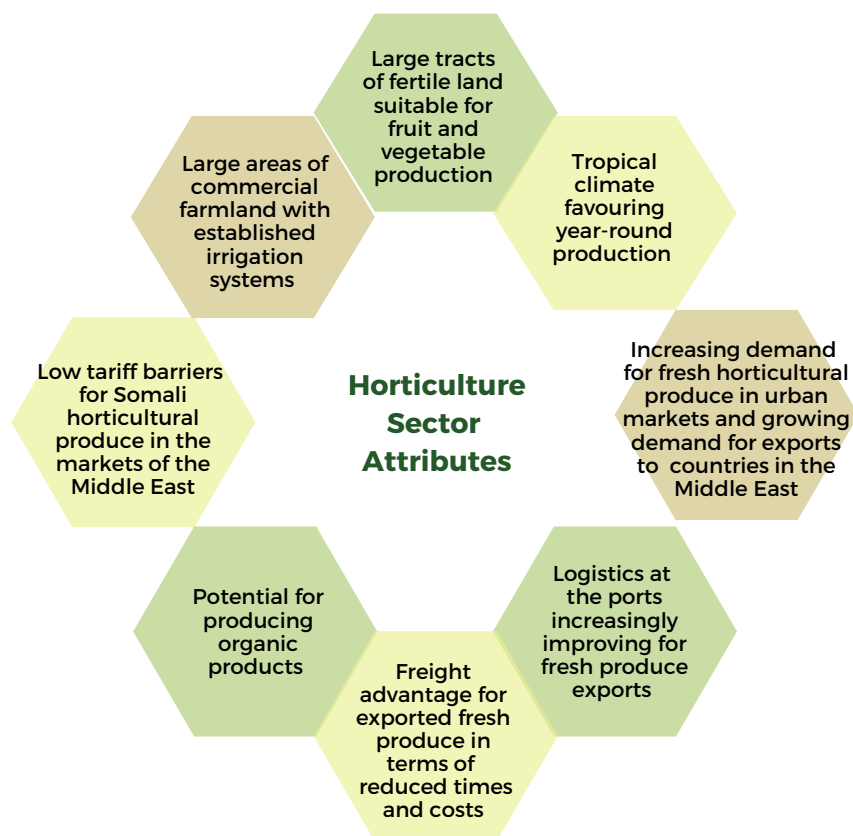 Large tracts
of fertile land
suitable for
fruit and
vegetable
production
Tropical
climate
favouring
year-round
production
Increasing demand
for fresh horticultural
produce in urban
markets and growing
demand for exports
to countries in the
Middle East
Logistics at
the ports
increasingly
improving for
fresh produce
exports
Freight
advantage for
exported fresh
produce in
terms of
reduced times
and costs
Potential for
producing
organic
products
Low tariff barriers
for Somali
horticultural
produce in the
markets of the
Middle East
Large areas of
commercial
farmland with
established
irrigation
systems
Horticulture
Sector
Attributes